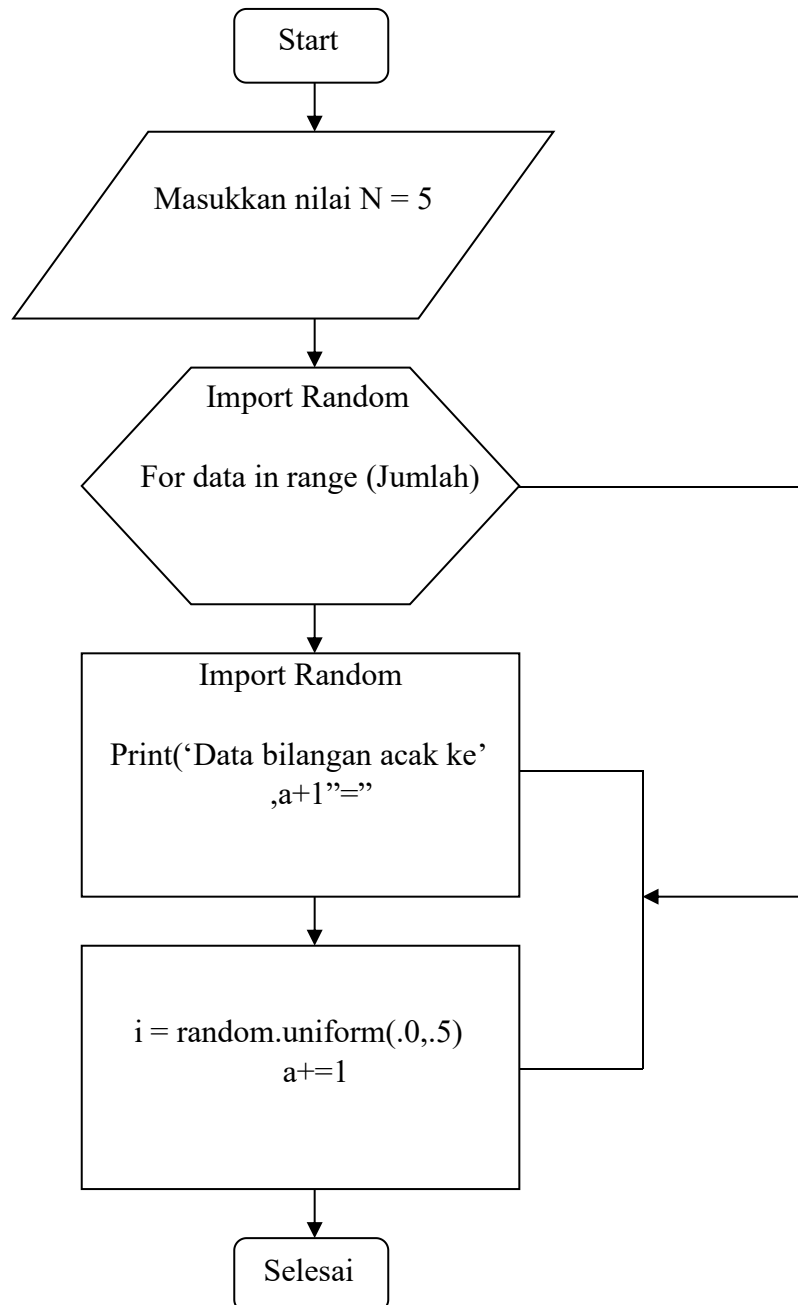 Start
Masukkan nilai N = 5
Import Random
For data in range (Jumlah)
Import Random
Print(‘Data bilangan acak ke’
,a+1”=”
i = random.uniform(.0,.5)
a+=1
Selesai